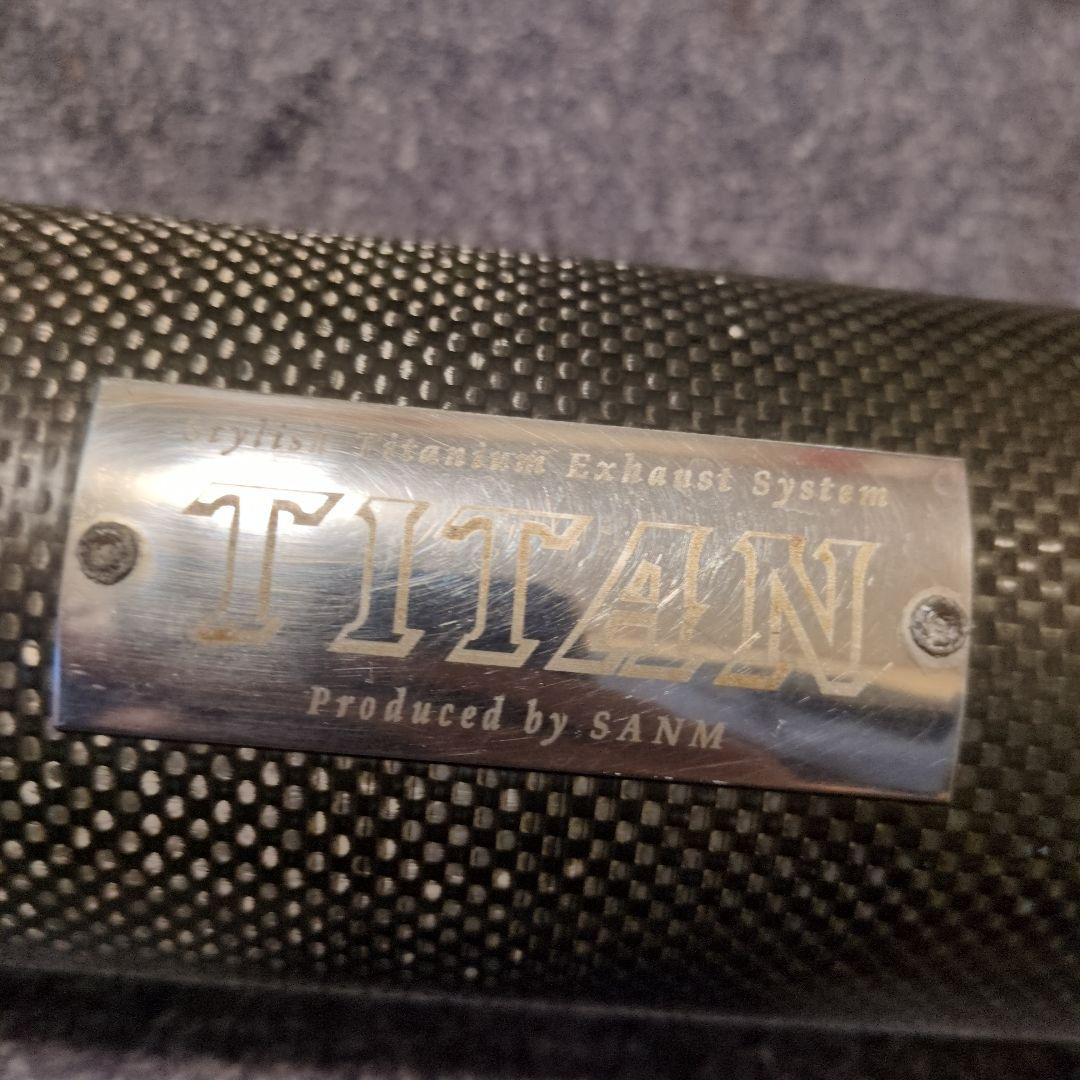 Stylish Titanium Exhaust System
TITAN
Produced by SANM